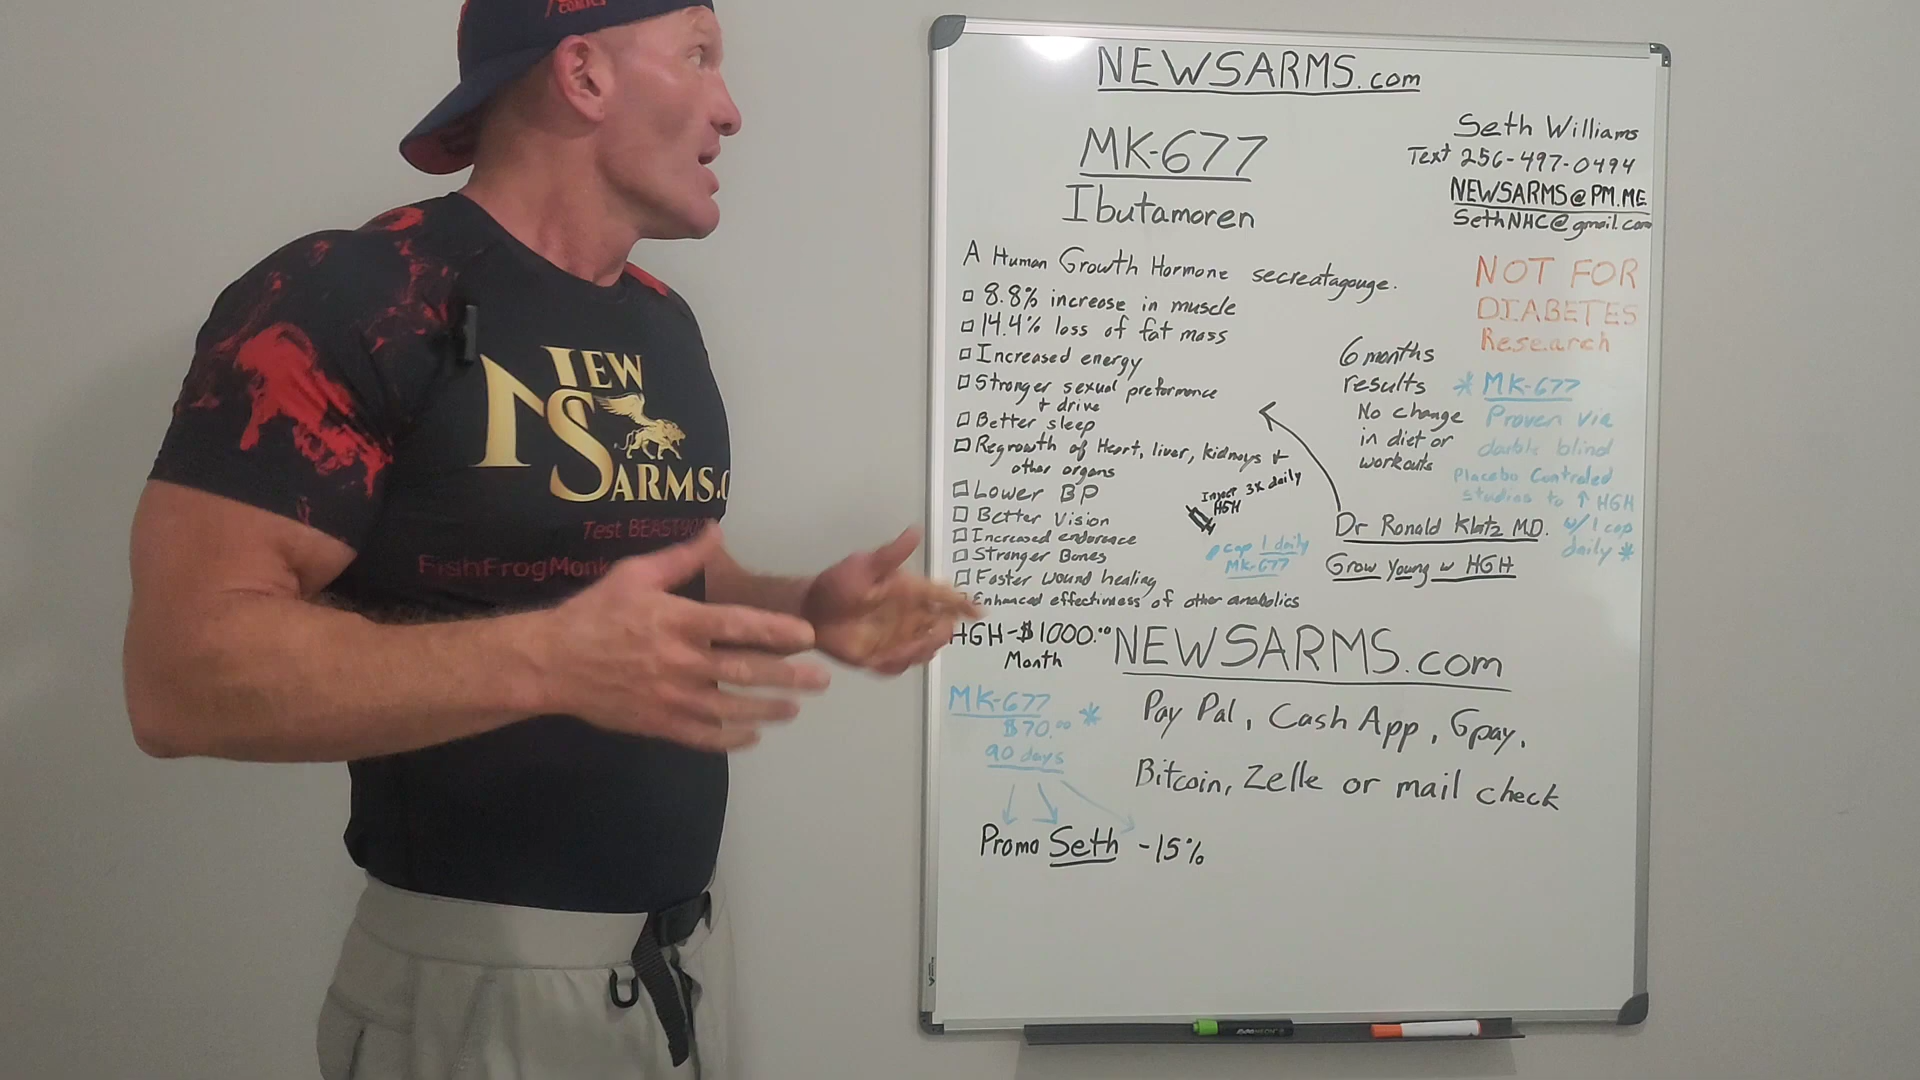 COMICS
NEW
SARMS.C
Test BEAST900
FishFrogMonk
NEWSARMS.com
MK-677
Ibutamoren
Seth Williams
Text 256-497-0494
NEWSARMS@PM.ME
SethNHC@gmail.com
A Human Growth Hormone secreatagouge.
8.8% increase in muscle
14.4% loss of fat mass
Increased energy
Stronger sexual preformance
+ drive
Better sleep
Regrowth of Heart, liver, kidneys +
other organs
Lower BP
Better Vision
Increased endurance
Stronger Bones
Faster wound healing
Enhanced effectivness of other anabolics
NOT FOR
DIABETES
Research
6 months
results
No change
in diet or
workouts
* MK-677
Proven via
double blind
Placebo Controled
studies to ↑ HGH
w/ 1 cap
daily *
Inject 3x daily
HGH
cap 1 daily
MK-677
Dr Ronald Klatz M.D.
Grow Young w HGH
HGH-$1000.00
Month
MK-677 *
$70.00
90 days
Promo Seth -15%
NEWSARMS.com
Pay Pal, Cash App, Gpay,
Bitcoin, Zelle or mail check